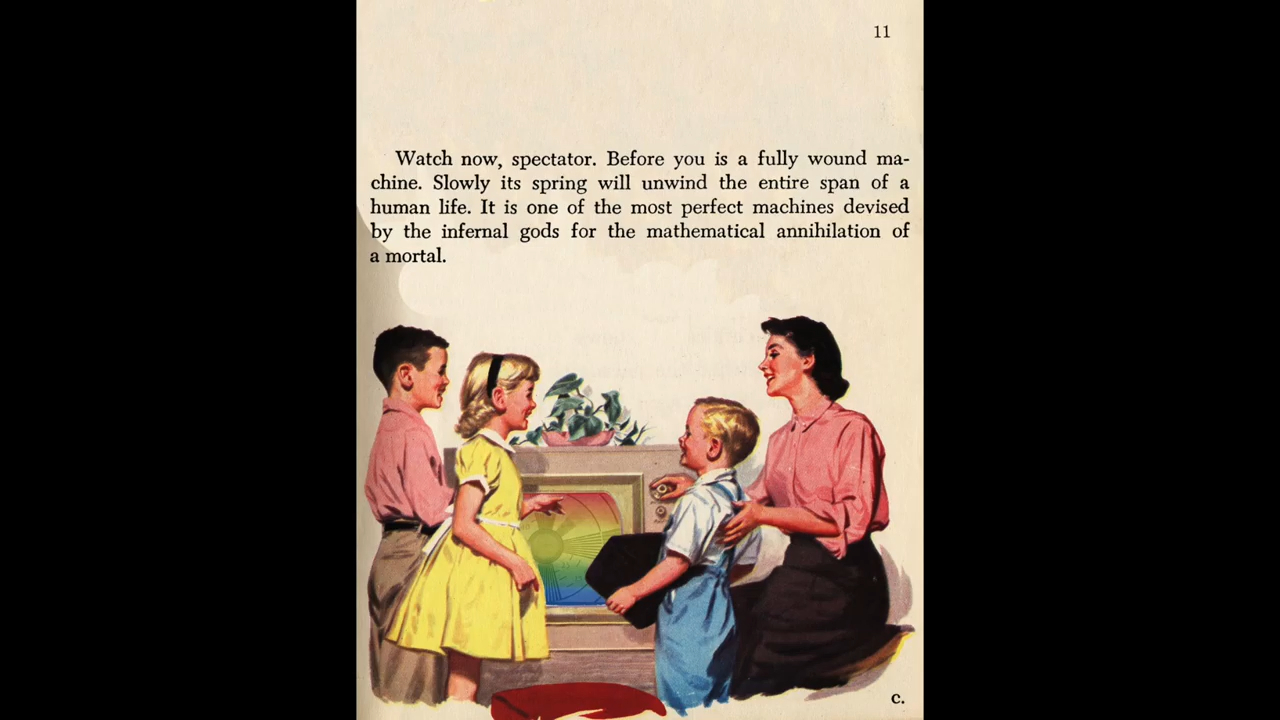 11
Watch now, spectator. Before you is a fully wound ma-
chine. Slowly its spring will unwind the entire span of a
human life. It is one of the most perfect machines devised
by the infernal gods for the mathematical annihilation of
a mortal.
c.